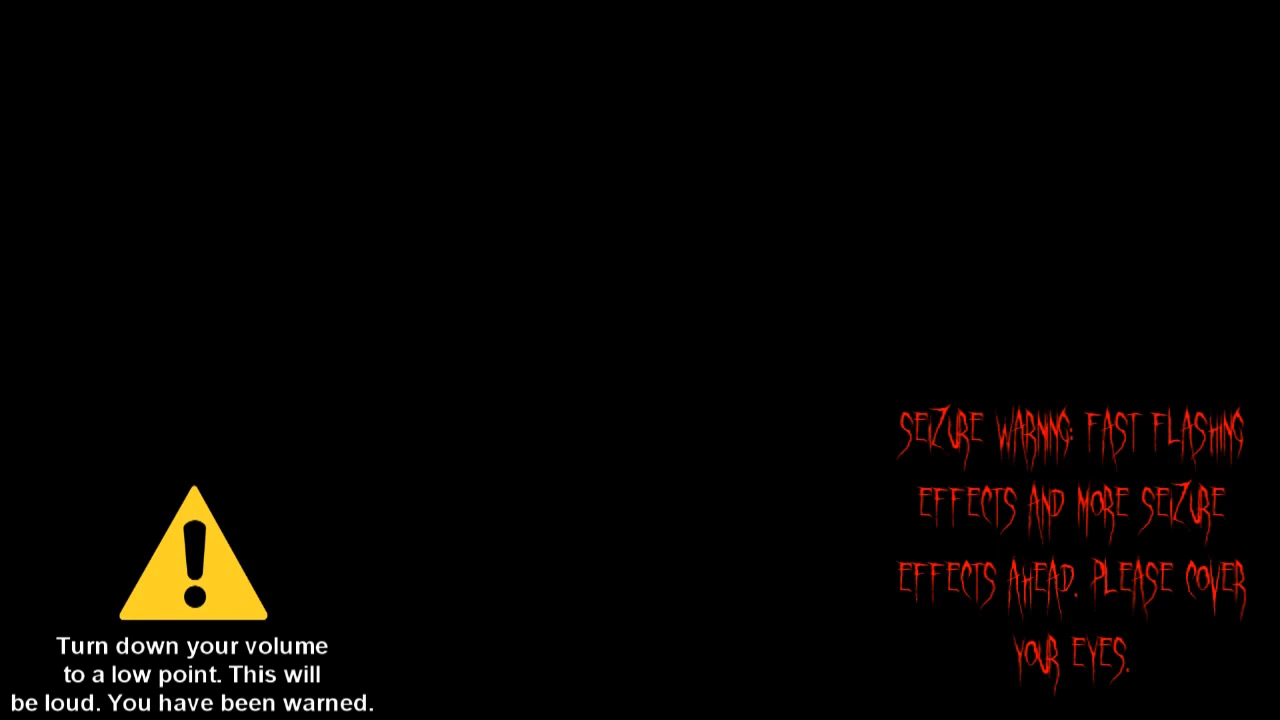 Turn down your volume
to a low point. This will
be loud. You have been warned.
SEIZURE WARNING: FAST FLASHING
EFFECTS AND MORE SEIZURE
EFFECTS AHEAD. PLEASE COVER
YOUR EYES.